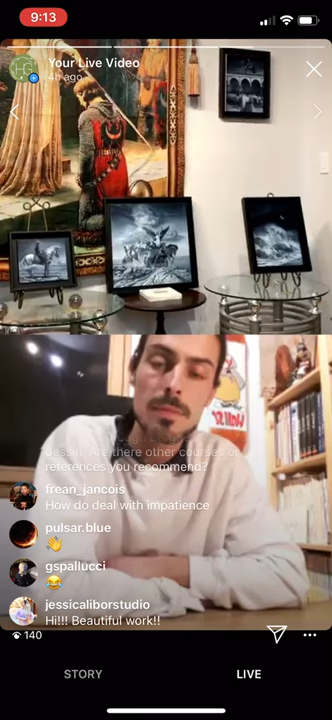 9:13
Your Live Video
4h ago
dessin. Are there other courses or
references you recommend?
frean_jancois
How do deal with impatience
pulsar.blue
👋
gspallucci
😂
jessicaliborstudio
Hi!!! Beautiful work!!
140
STORY
LIVE